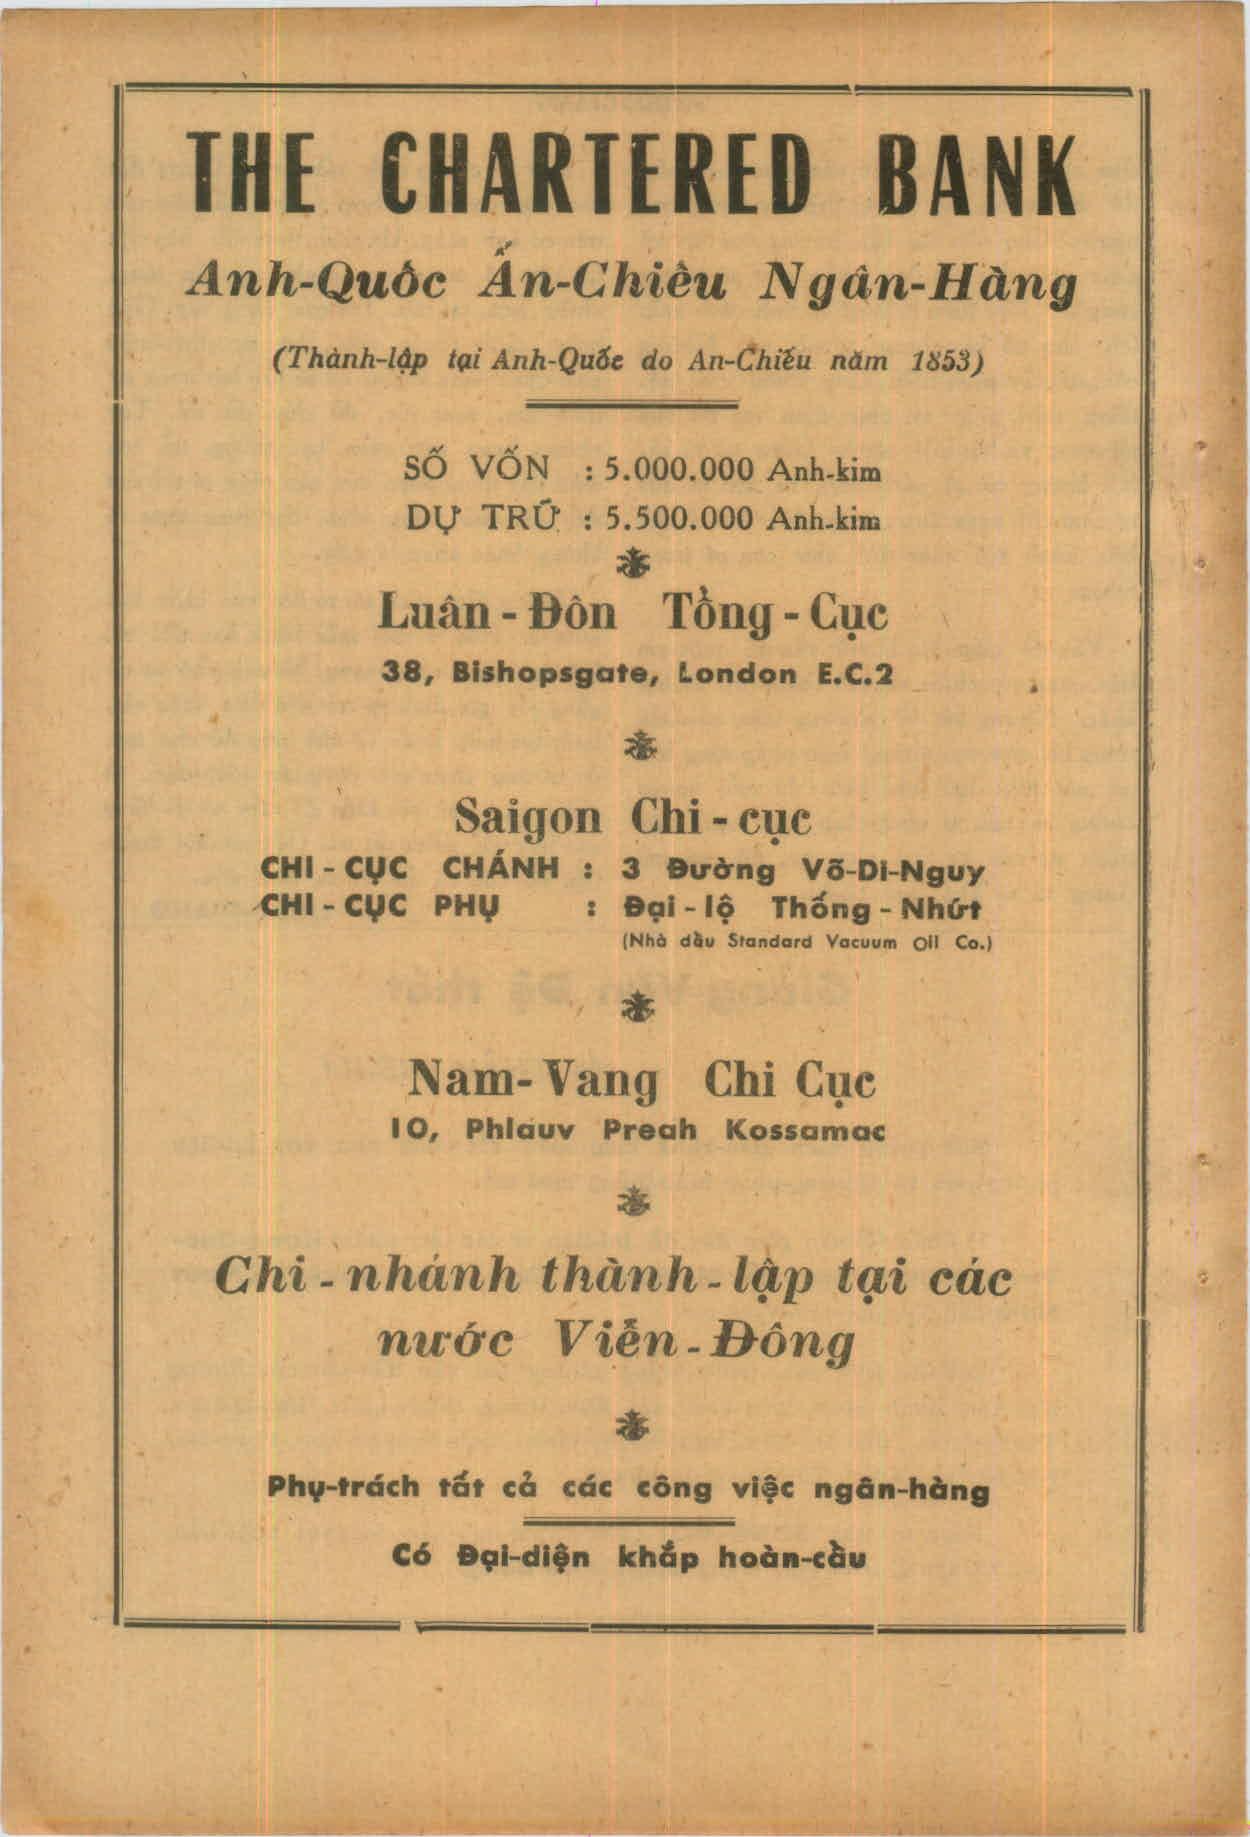 THE CHARTERED BANK
Anh-Quốc Ấn-Chiêu Ngân-Hàng
(Thành-lập tại Anh-Quốc do An-Chiếu năm 1853)
SỐ VỐN : 5.000.000 Anh-kim
DỰ TRỮ : 5.500.000 Anh-kim
Luân - Đôn Tổng - Cục
38, Bishopsgate, London E.C.2
Saigon Chi - cục
CHI - CỤC CHÁNH : 3 Đường Võ-Di-Nguy
CHI - CỤC PHỤ : Đại - lộ Thống - Nhứt
(Nhà dầu Standard Vacuum Oil Co.)
Nam- Vang Chi Cục
10, Phlauv Preah Kossamac
Chi - nhánh thành - lập tại các
nước Viễn - Đông
Phụ-trách tất cả các công việc ngân-hàng
Có Đại-diện khắp hoàn-cầu